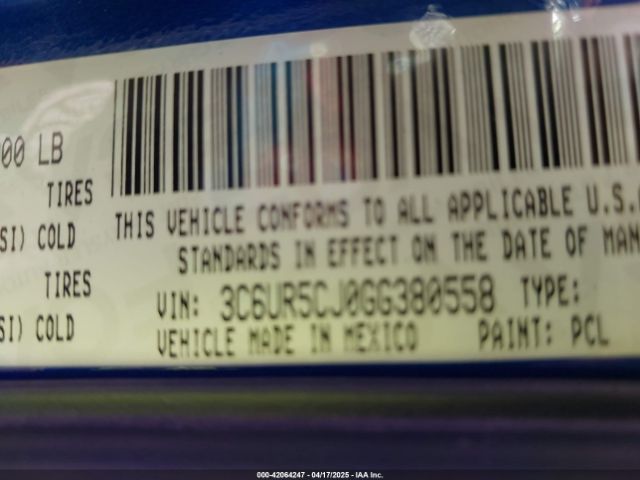 00 LB
TIRES
SI) COLD
TIRES
SI) COLD
THIS VEHICLE CONFORMS TO ALL APPLICABLE U.S.
STANDARDS IN EFFECT ON THE DATE OF MAN
VIN: 3C6UR5CJ0GG380558 TYPE:
VEHICLE MADE IN MEXICO PAINT: PCL
000-42064247 - 04/17/2025 - IAA Inc.